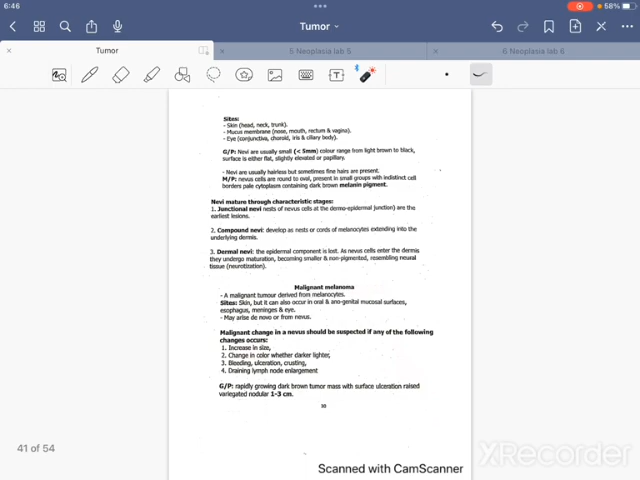 6:46
58%
Tumor
Tumor
5 Neoplasia lab 5
6 Neoplasia lab 6
Sites:
- Skin (head, neck, trunk).
- Mucus membrane (nose, mouth, rectum & vagina).
- Eye (conjunctiva, choroid, iris & ciliary body).
G/P: Nevi are usually small (< 5mm) colour range from light brown to black,
surface is either flat, slightly elevated or papillary.
- Nevi are usually hairless but sometimes fine hairs are present.
M/P: nevus cells are round to oval, present in small groups with indistinct cell
borders pale cytoplasm containing dark brown melanin pigment.
Nevi mature through characteristic stages:
1. Junctional nevi nests of nevus cells at the dermo-epidermal junction) are the
earliest lesions.
2. Compound nevi: develop as nests or cords of melanocytes extending into the
underlying dermis.
3. Dermal nevi: the epidermal component is lost. As nevus cells enter the dermis
they undergo maturation, becoming smaller & non-pigmented, resembling neural
tissue (neurotization).
Malignant melanoma
- A malignant tumour derived from melanocytes.
Sites: Skin, but it can also occur in oral & ano-genital mucosal surfaces,
esophagus, meninges & eye.
- May arise de novo or from nevus.
Malignant change in a nevus should be suspected if any of the following
changes occurs:
1. Increase in size,
2. Change in color whether darker lighter,
3. Bleeding, ulceration, crusting,
4. Draining lymph node enlargement
G/P: rapidly growing dark brown tumor mass with surface ulceration raised
variegated nodular 1-3 cm.
41 of 54
XRecorder
Scanned with CamScanner